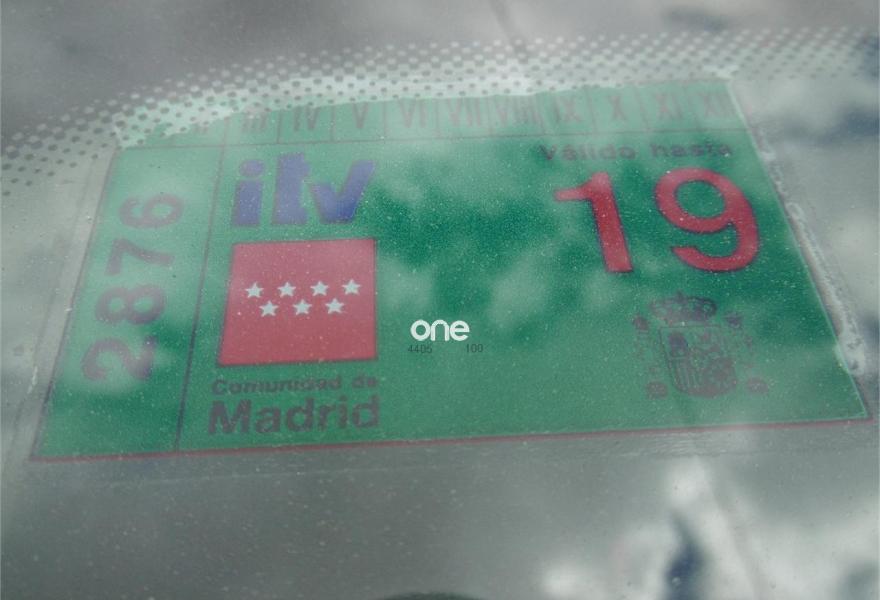 III IV V VI VII VIII IX X XI XII
Válido hasta
itv
19
2876
one
4405 100
Comunidad de
Madrid